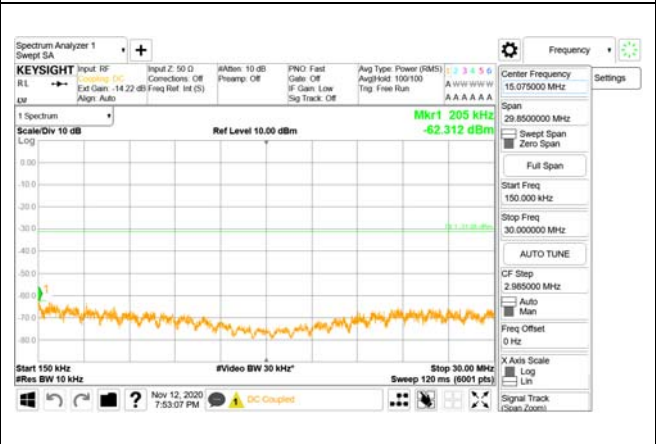 Spectrum Analyzer 1
Swept SA
+
Frequency
KEYSIGHT
RL
Input: RF
Coupling: DC
Ext Gain: -14.22 dB
Align: Auto
Input Z: 50 Ω
Corrections: Off
Freq Ref: Int (S)
#Atten: 10 dB
Preamp: Off
PNO: Fast
Gate: Off
IF Gain: Low
Sig Track: Off
Avg Type: Power (RMS)
Avg|Hold: 100/100
Trig: Free Run
1 2 3 4 5 6
A W W W W W
A A A A A A
1 Spectrum
Scale/Div 10 dB
Log
Ref Level 10.00 dBm
Mkr1 205 kHz
-62.312 dBm
0.00
-10.0
-20.0
-30.0
-40.0
-50.0
-60.0
-70.0
-80.0
1
Start 150 kHz
#Res BW 10 kHz
#Video BW 30 kHz*
Stop 30.00 MHz
Sweep 120 ms (6001 pts)
?
Nov 12, 2020
7:53:07 PM
1
DC Coupled
Center Frequency
15.075000 MHz
Settings
Span
29.8500000 MHz
Swept Span
Zero Span
Full Span
Start Freq
150.000 kHz
Stop Freq
30.000000 MHz
AUTO TUNE
CF Step
2.985000 MHz
Auto
Man
Freq Offset
0 Hz
X Axis Scale
Log
Lin
Signal Track
(Span Zoom)